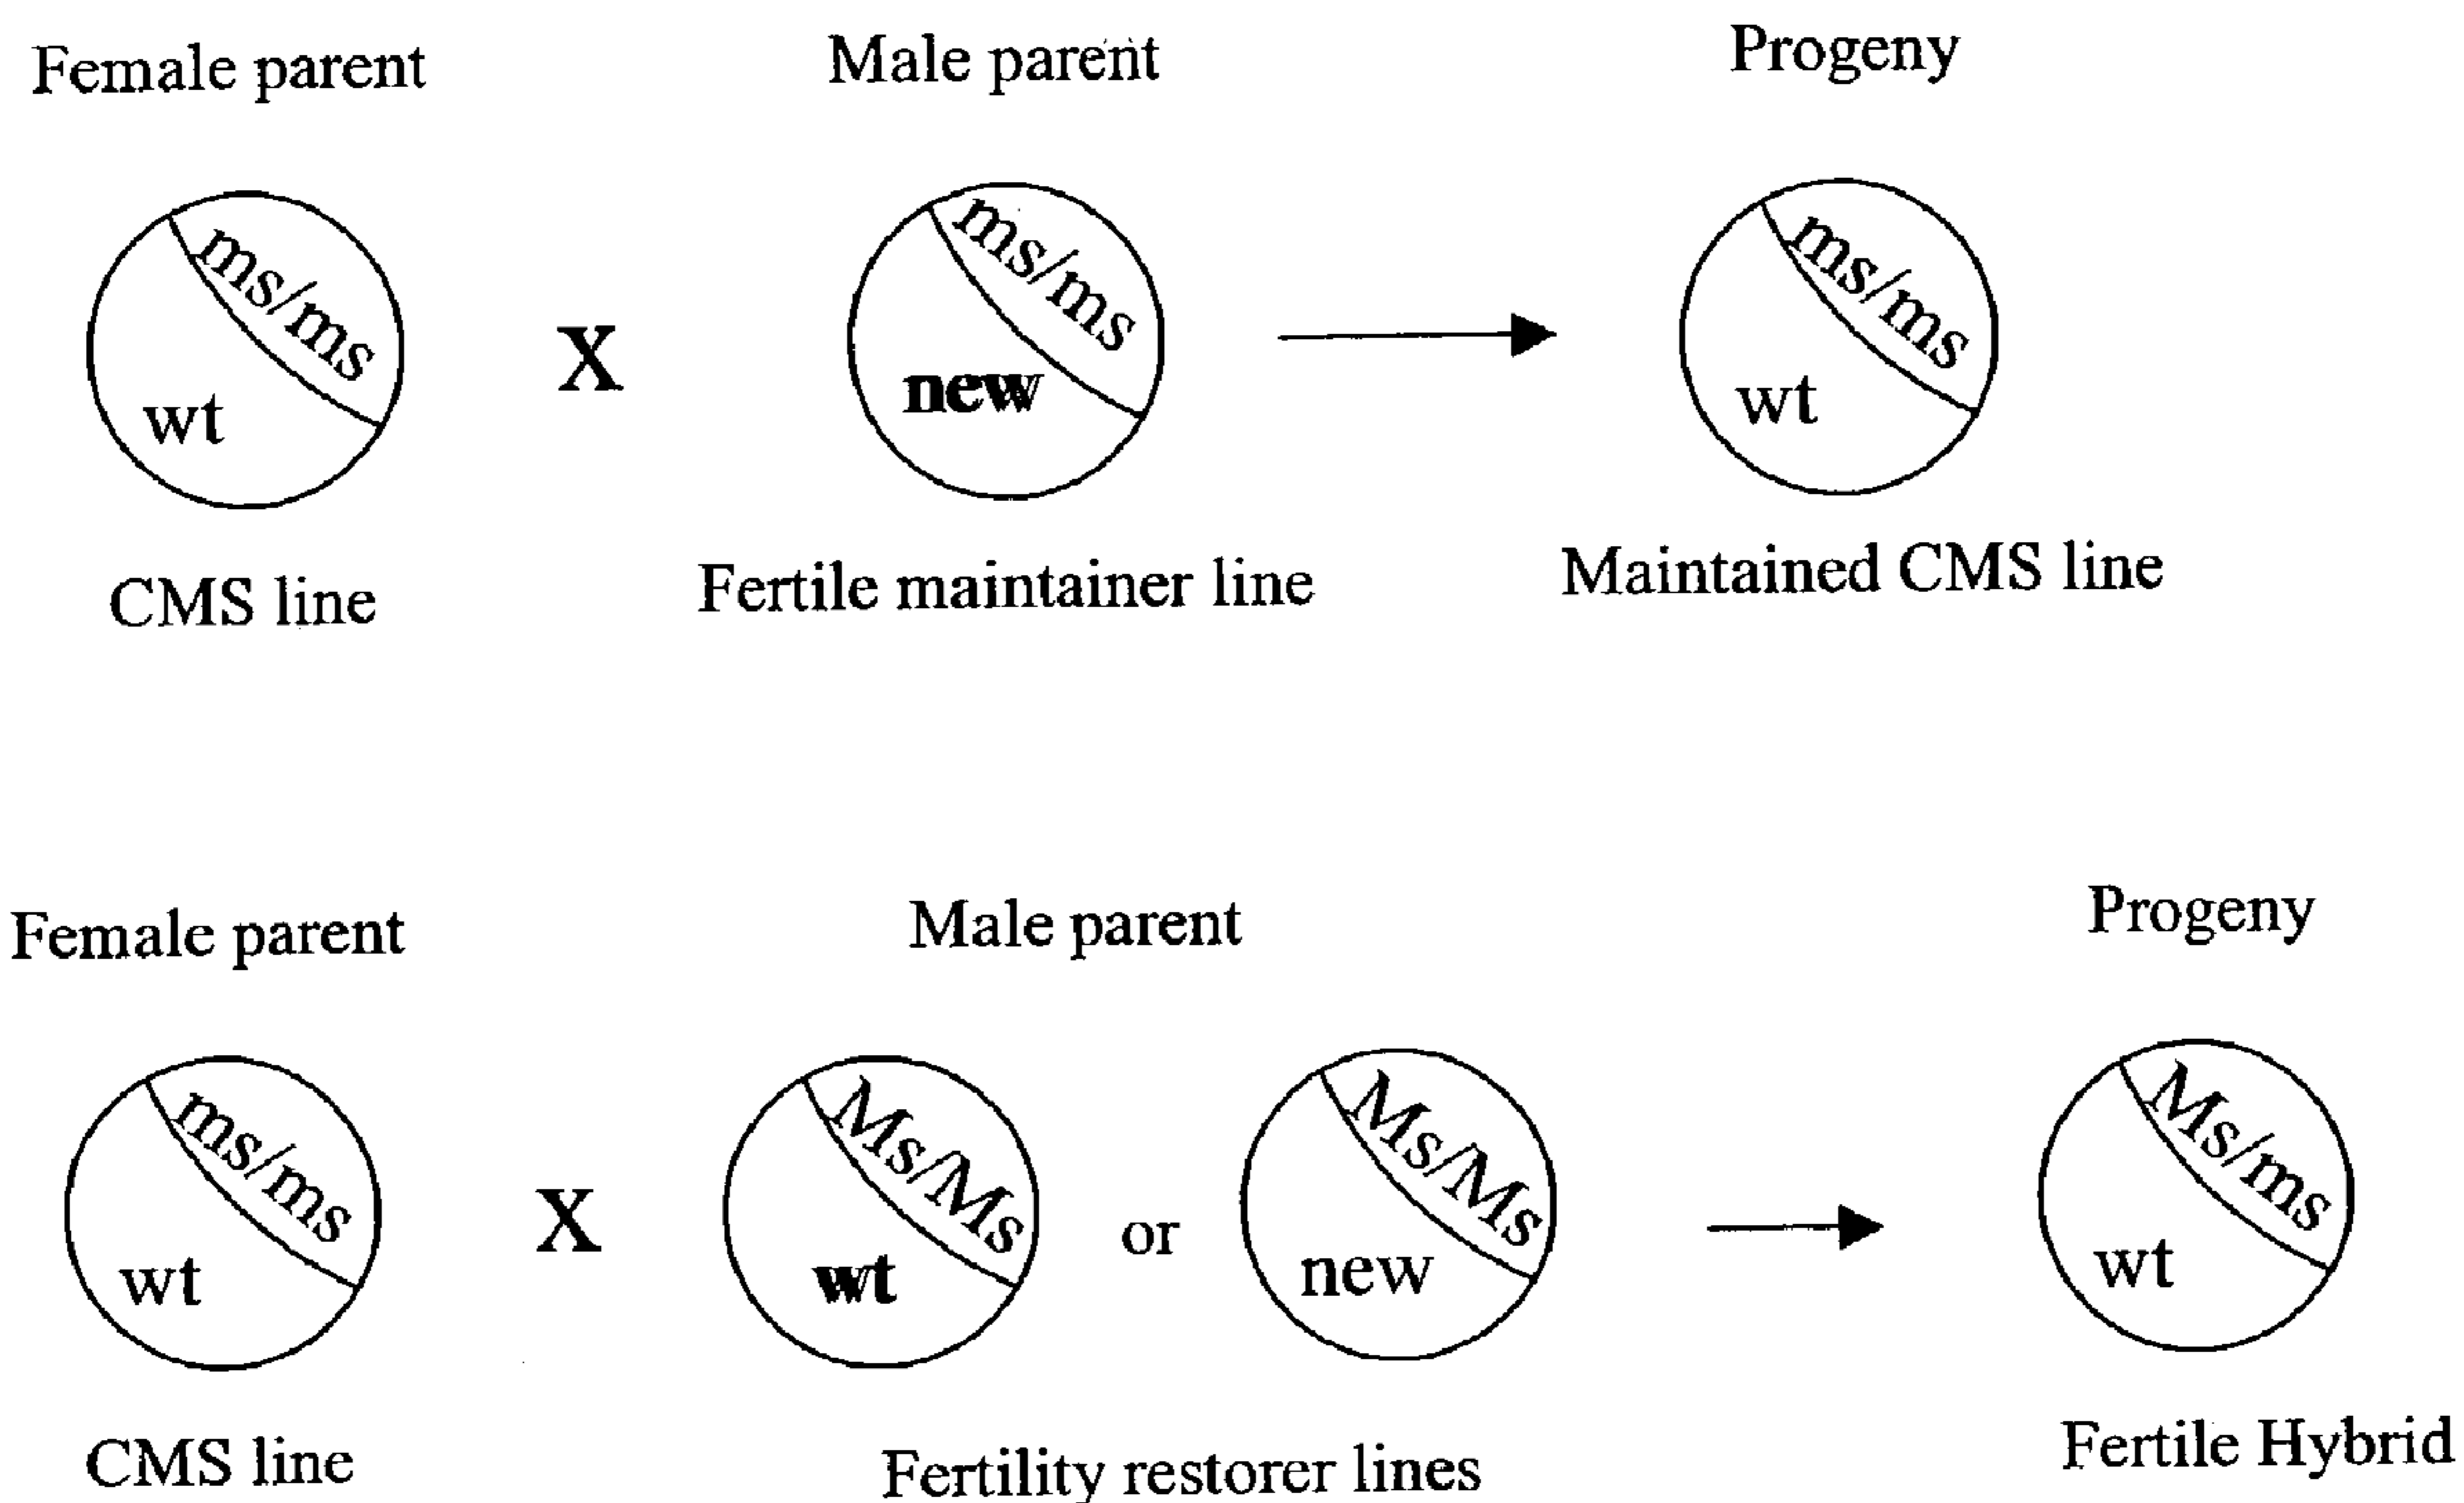 Female parent Male parent Progeny
ms/ms ms/ms ms/ms
wt X new wt
CMS line Fertile maintainer line Maintained CMS line
Female parent Male parent Progeny
ms/ms Ms/Ms Ms/Ms Ms/ms
wt X wt or new wt
CMS line Fertility restorer lines Fertile Hybrid